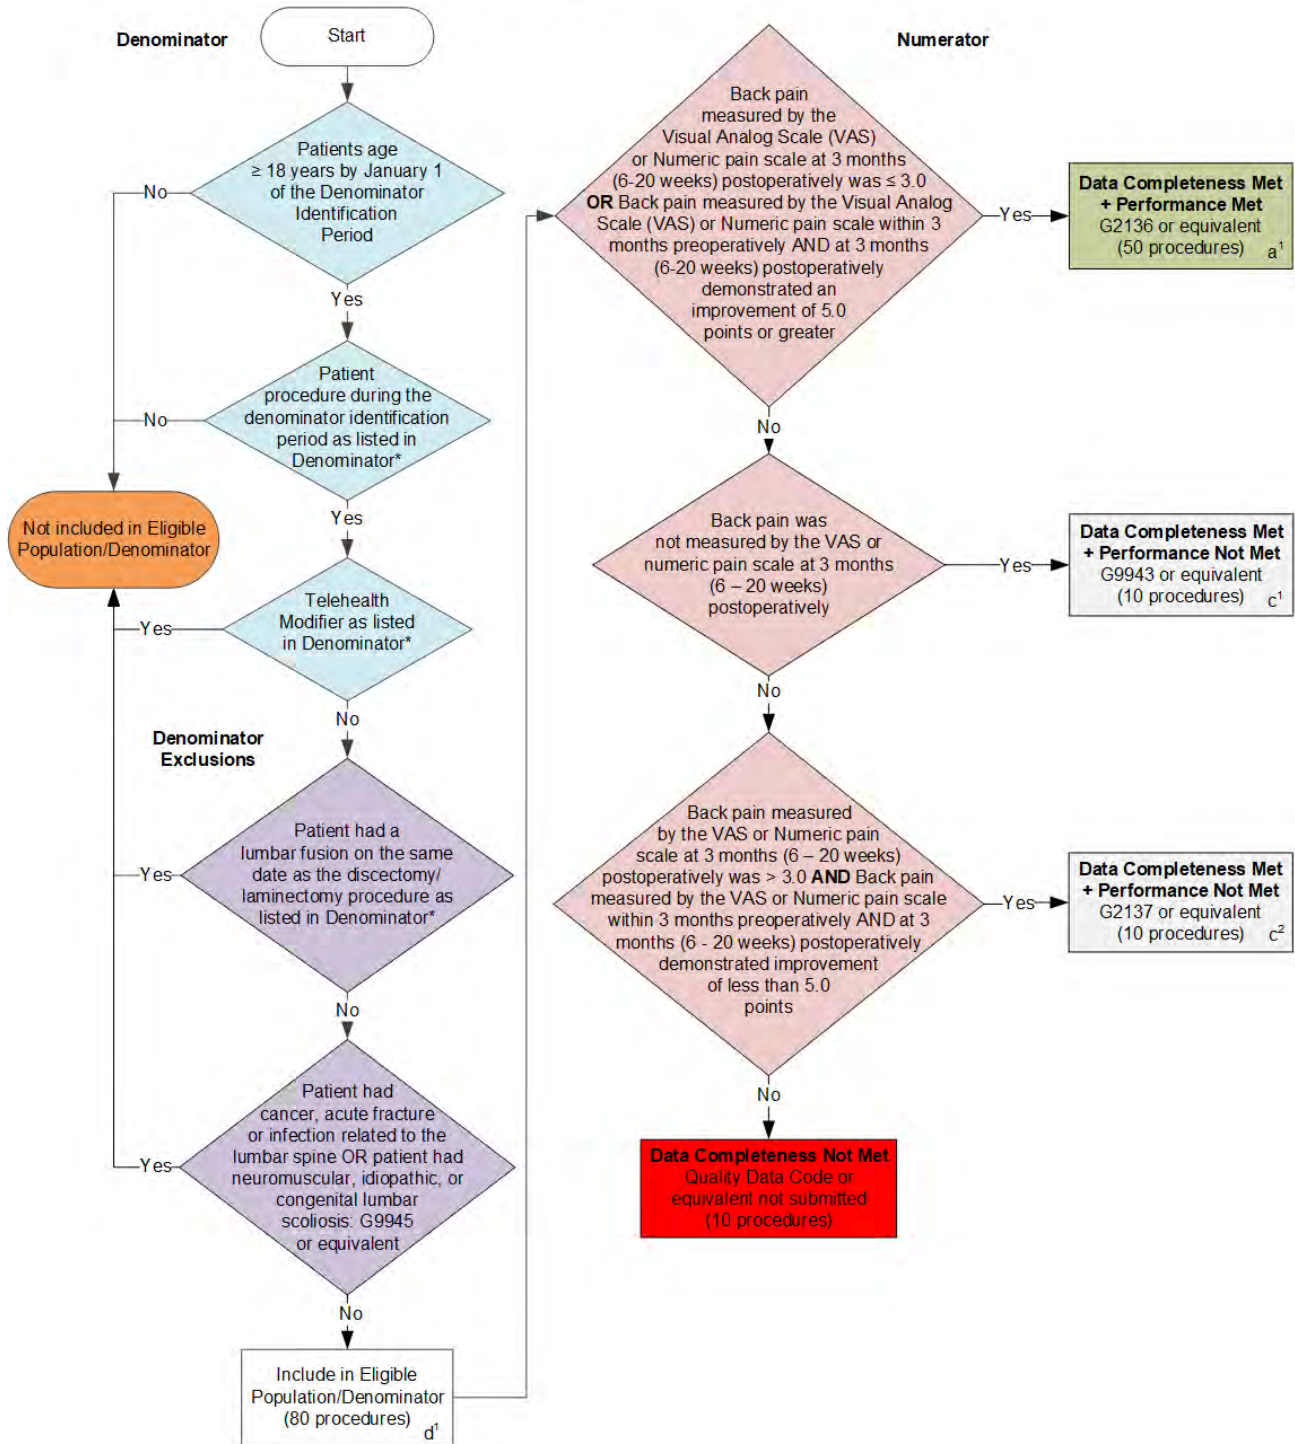 Denominator
Start
Patients age
≥ 18 years by January 1
of the Denominator
Identification
Period
No
Yes
Patient
procedure during the
denominator identification
period as listed in
Denominator*
No
Yes
Not included in Eligible
Population/Denominator
Telehealth
Modifier as listed
in Denominator*
Yes
No
Denominator
Exclusions
Patient had a
lumbar fusion on the same
date as the discectomy/
laminectomy procedure as
listed in Denominator*
Yes
No
Patient had
cancer, acute fracture
or infection related to the
lumbar spine OR patient had
neuromuscular, idiopathic, or
congenital lumbar
scoliosis: G9945
or equivalent
Yes
No
Include in Eligible
Population/Denominator
(80 procedures)
d¹
Numerator
Back pain
measured by the
Visual Analog Scale (VAS)
or Numeric pain scale at 3 months
(6-20 weeks) postoperatively was ≤ 3.0
OR Back pain measured by the Visual Analog
Scale (VAS) or Numeric pain scale within 3
months preoperatively AND at 3 months
(6-20 weeks) postoperatively
demonstrated an
improvement of 5.0
points or greater
Yes
Data Completeness Met
+ Performance Met
G2136 or equivalent
(50 procedures)
a¹
No
Back pain was
not measured by the VAS or
numeric pain scale at 3 months
(6 – 20 weeks)
postoperatively
Yes
Data Completeness Met
+ Performance Not Met
G9943 or equivalent
(10 procedures)
c¹
No
Back pain measured
by the VAS or Numeric pain
scale at 3 months (6 – 20 weeks)
postoperatively was > 3.0 AND Back pain
measured by the VAS or Numeric pain scale
within 3 months preoperatively AND at 3
months (6 - 20 weeks) postoperatively
demonstrated improvement
of less than 5.0
points
Yes
Data Completeness Met
+ Performance Not Met
G2137 or equivalent
(10 procedures)
c²
No
Data Completeness Not Met
Quality Data Code or
equivalent not submitted
(10 procedures)